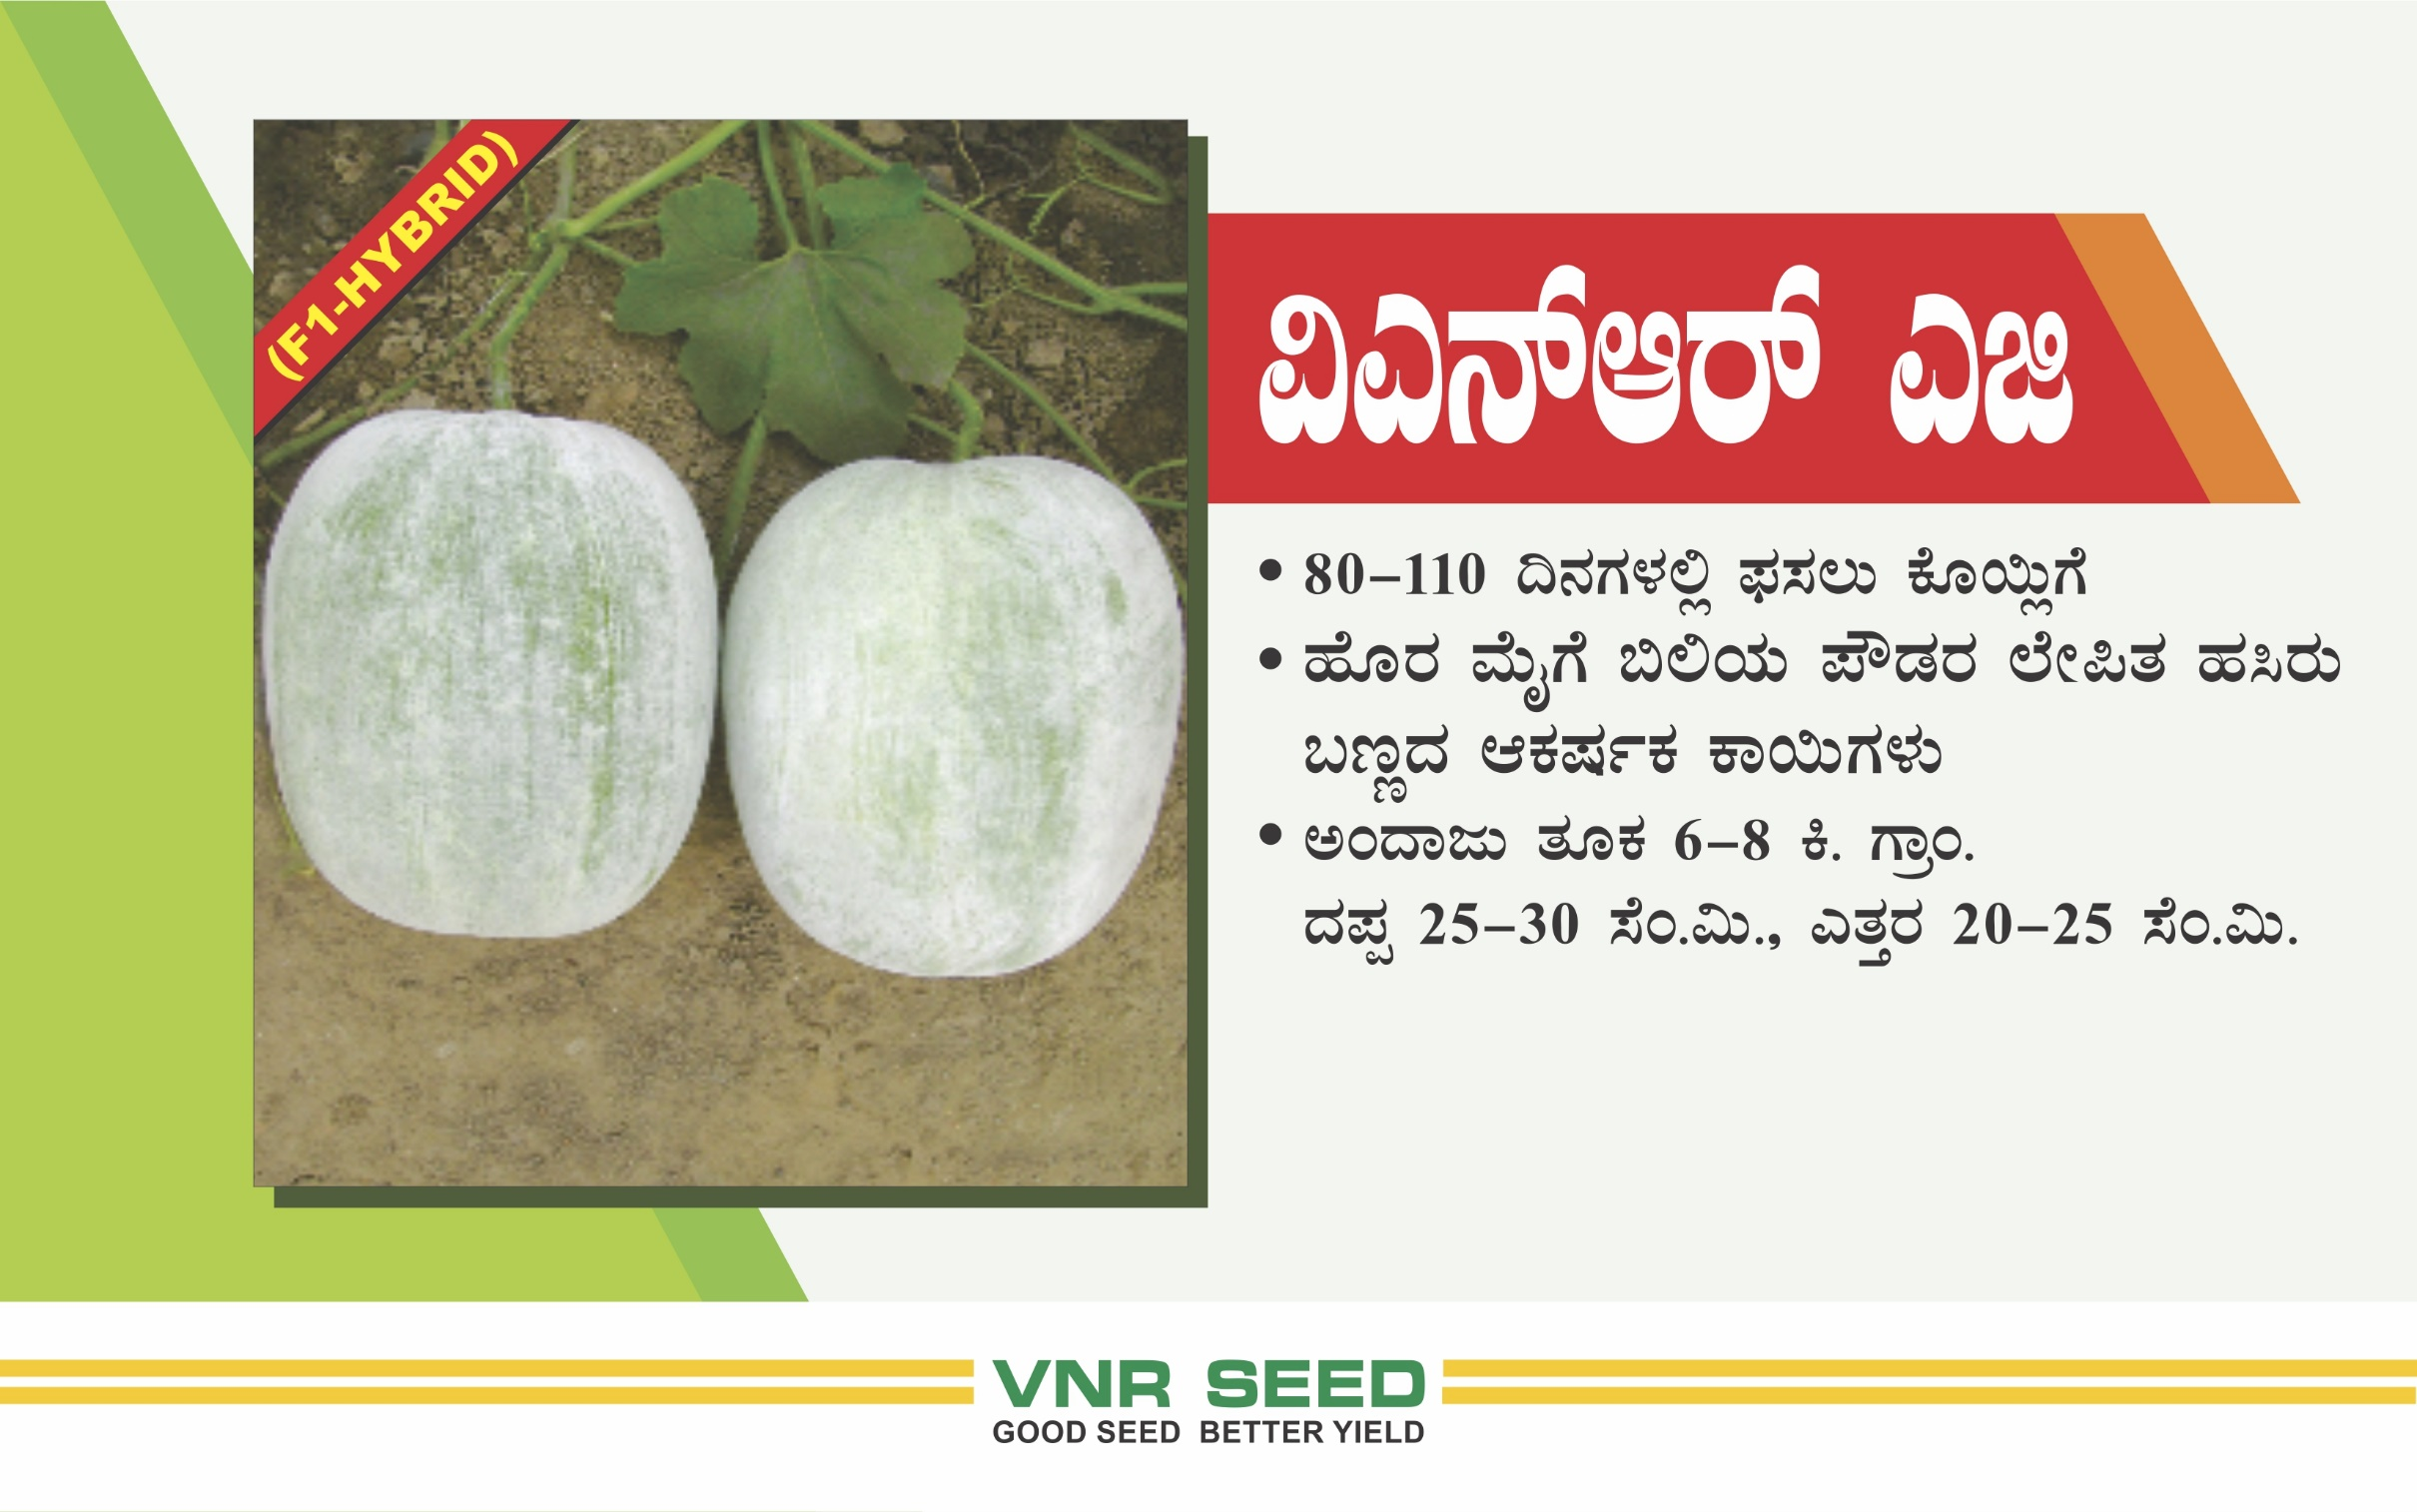 (F1-HYBRID))
ವಿಎನ್ಆರ್ ಎಜಿ
• 80–110 ದಿನಗಳಲ್ಲಿ ಫಸಲು ಕೊಯ್ಲಿಗೆ
• ಹೊರ ಮೈಗೆ ಬಿಲಿಯ ಪೌಡರ ಲೇಪಿತ ಹಸಿರು
ಬಣ್ಣದ ಆಕರ್ಷಕ ಕಾಯಿಗಳು
• ಅಂದಾಜು ತೂಕ 6–8 ಕಿ. ಗ್ರಾಂ.
ದಪ್ಪ 25–30 ಸೆಂ.ಮಿ., ಎತ್ತರ 20–25 ಸೆಂ.ಮಿ.
VNR SEED
GOOD SEED BETTER YIELD